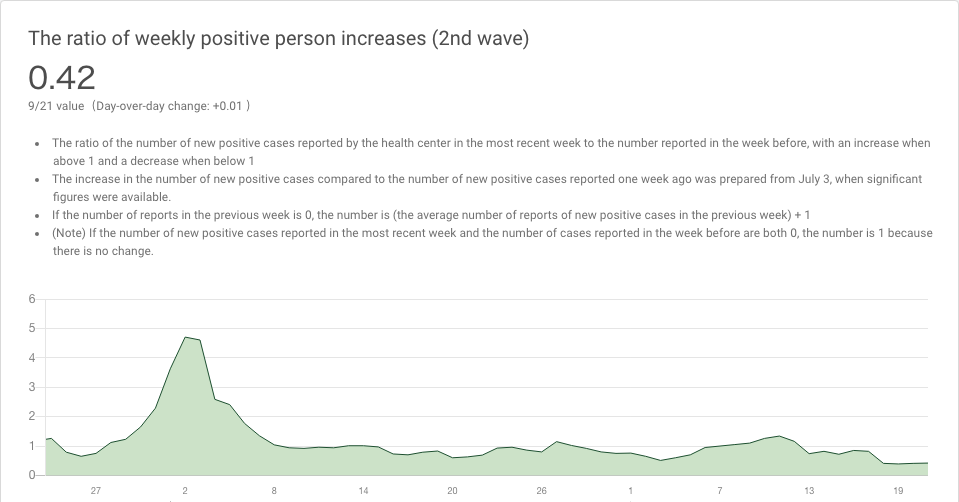 The ratio of weekly positive person increases (2nd wave)
0.42
9/21 value（Day-over-day change: +0.01 ）
• The ratio of the number of new positive cases reported by the health center in the most recent week to the number reported in the week before, with an increase when
above 1 and a decrease when below 1
• The increase in the number of new positive cases compared to the number of new positive cases reported one week ago was prepared from July 3, when significant
figures were available.
• If the number of reports in the previous week is 0, the number is (the average number of reports of new positive cases in the previous week) + 1
• (Note) If the number of new positive cases reported in the most recent week and the number of cases reported in the week before are both 0, the number is 1 because
there is no change.
6
5
4
3
2
1
0
27 2 8 14 20 26 1 7 13 19